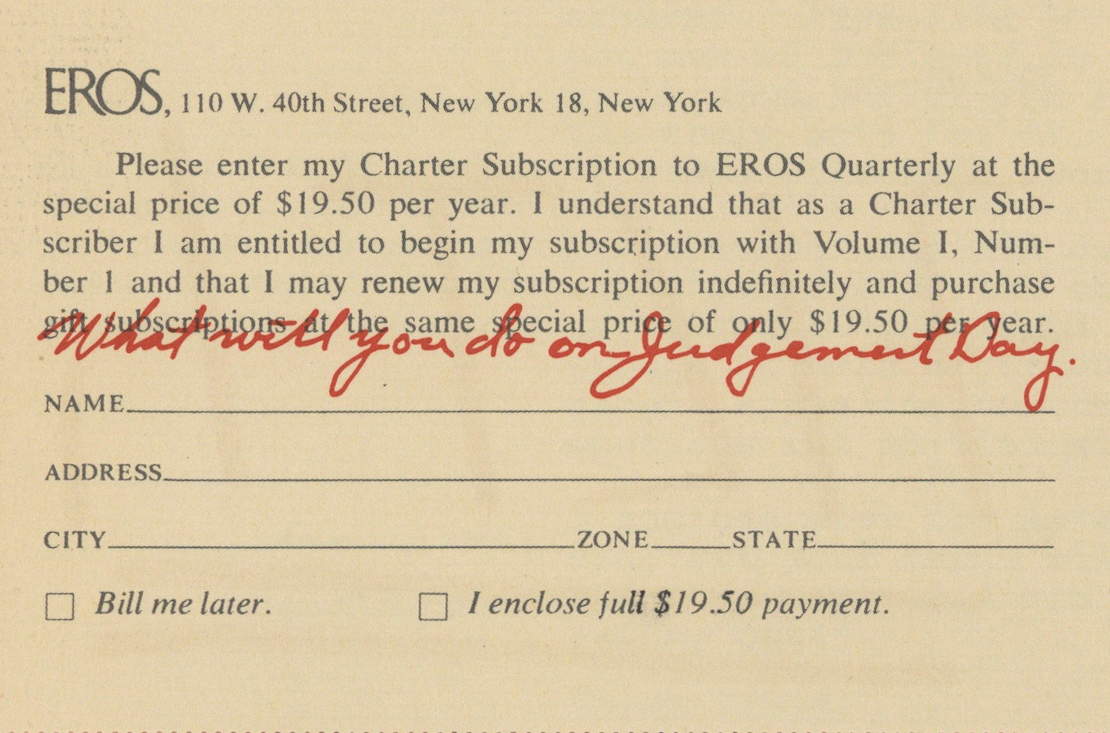 EROS, 110 W. 40th Street, New York 18, New York
Please enter my Charter Subscription to EROS Quarterly at the
special price of $19.50 per year. I understand that as a Charter Sub-
scriber I am entitled to begin my subscription with Volume I, Num-
ber 1 and that I may renew my subscription indefinitely and purchase
gift subscriptions at the same special price of only $19.50 per year.
What will you do on Judgement Day.
NAME
ADDRESS
CITY ZONE STATE
Bill me later. I enclose full $19.50 payment.